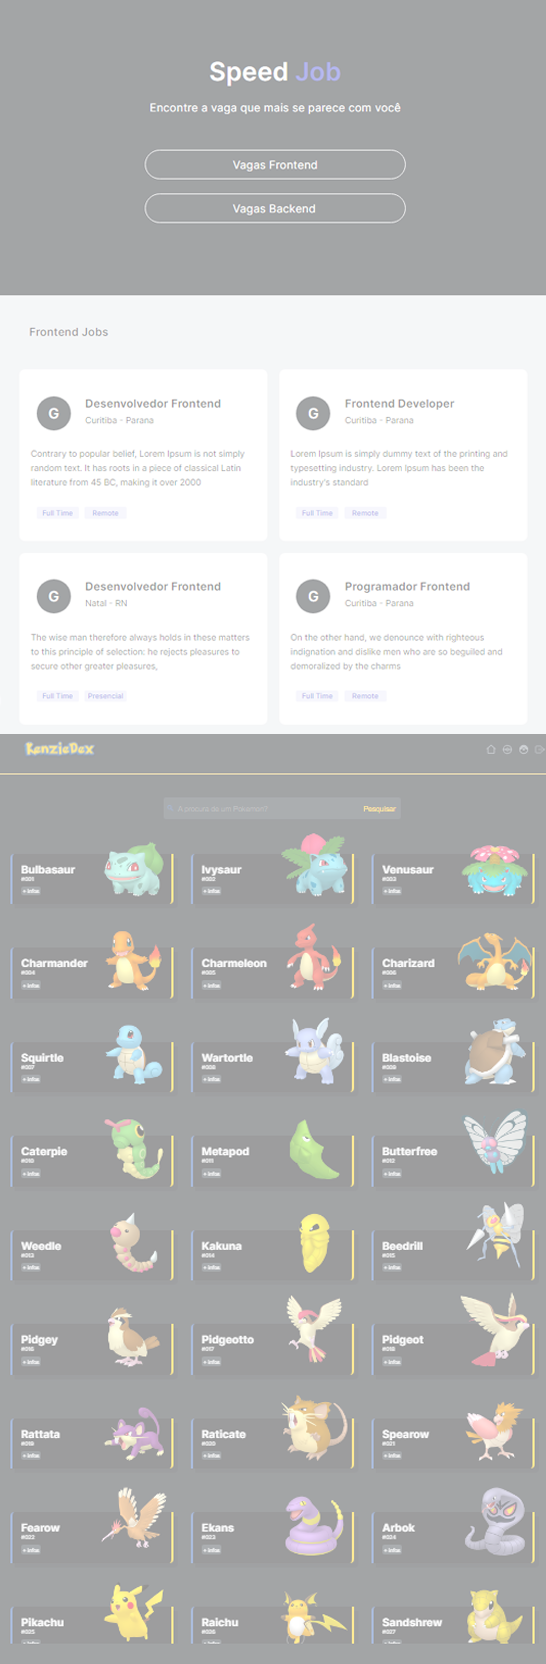 Speed Job
Encontre a vaga que mais se parece com você
Vagas Frontend
Vagas Backend
Frontend Jobs
G
Desenvolvedor Frontend
Curitiba - Parana
Contrary to popular belief, Lorem Ipsum is not simply
random text. It has roots in a piece of classical Latin
literature from 45 BC, making it over 2000
Full Time Remote
G
Frontend Developer
Curitiba - Parana
Lorem Ipsum is simply dummy text of the printing and
typesetting industry. Lorem Ipsum has been the
industry's standard
Full Time Remote
G
Desenvolvedor Frontend
Natal - RN
The wise man therefore always holds in these matters
to this principle of selection: he rejects pleasures to
secure other greater pleasures,
Full Time Presencial
G
Programador Frontend
Curitiba - Parana
On the other hand, we denounce with righteous
indignation and dislike men who are so beguiled and
demoralized by the charms
Full Time Remote
KenzieDex
A procura de um Pokemon? Pesquisar
Bulbasaur
#001
+ infos
Ivysaur
#002
+ infos
Venusaur
#003
+ infos
Charmander
#004
+ infos
Charmeleon
#005
+ infos
Charizard
#006
+ infos
Squirtle
#007
+ infos
Wartortle
#008
+ infos
Blastoise
#009
+ infos
Caterpie
#010
+ infos
Metapod
#011
+ infos
Butterfree
#012
+ infos
Weedle
#013
+ infos
Kakuna
#014
+ infos
Beedrill
#015
+ infos
Pidgey
#016
+ infos
Pidgeotto
#017
+ infos
Pidgeot
#018
+ infos
Rattata
#019
+ infos
Raticate
#020
+ infos
Spearow
#021
+ infos
Fearow
#022
+ infos
Ekans
#023
+ infos
Arbok
#024
+ infos
Pikachu
#025
+ infos
Raichu
#026
+ infos
Sandshrew
#027
+ infos